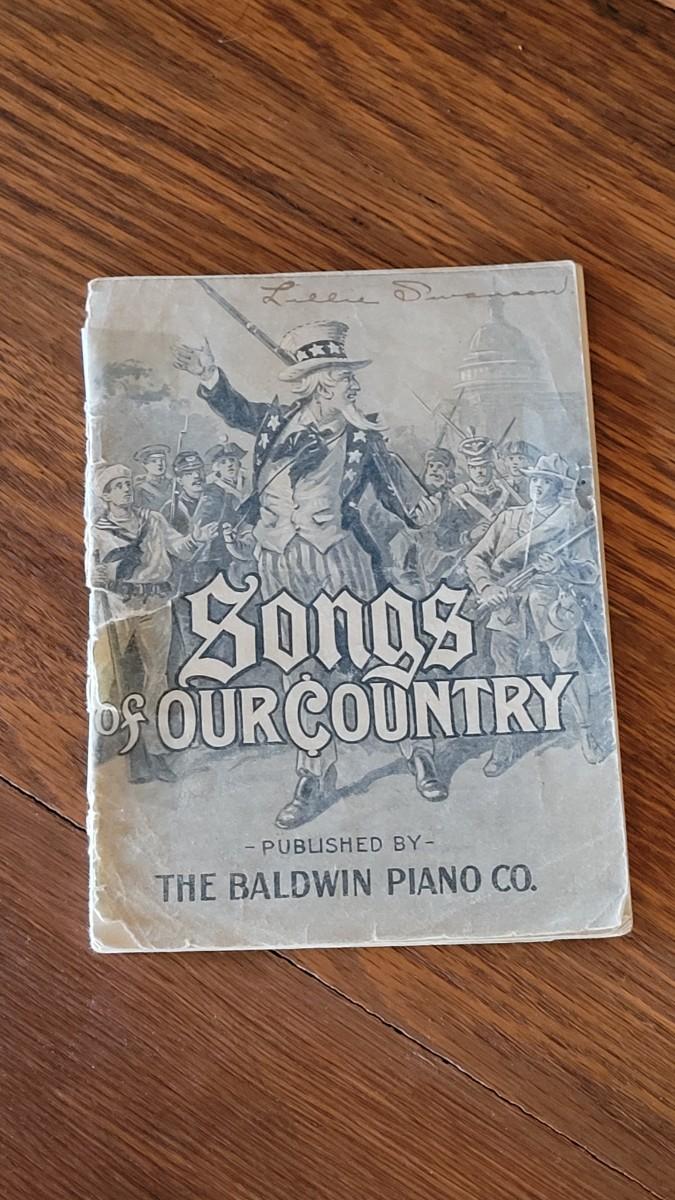 Lillie Swanson
Songs
of OUR COUNTRY
-PUBLISHED BY-
THE BALDWIN PIANO CO.